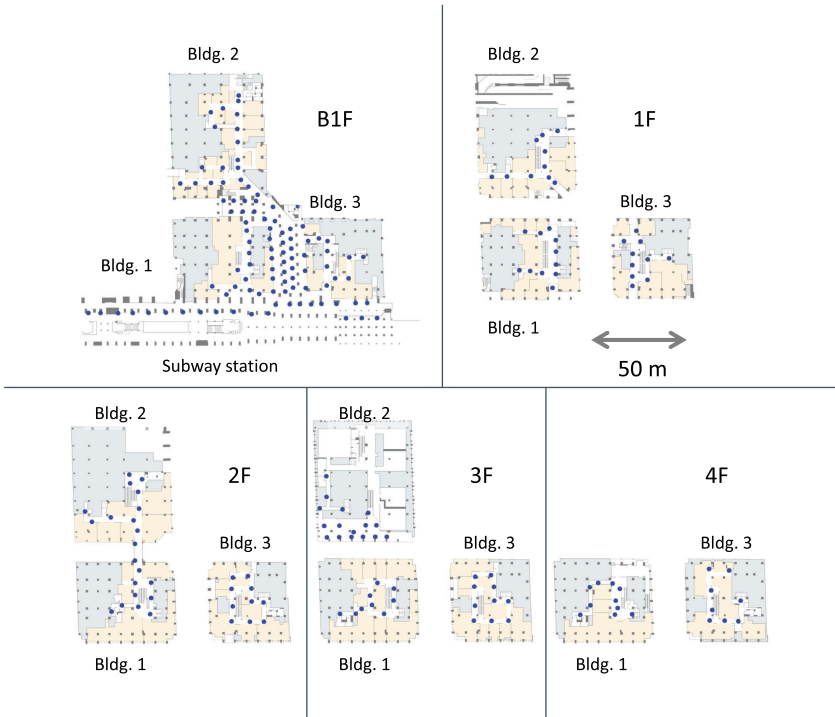 Bldg. 2
B1F
Bldg. 3
Bldg. 1
Subway station
Bldg. 2
1F
Bldg. 3
Bldg. 1
50 m
Bldg. 2
2F
Bldg. 3
Bldg. 1
Bldg. 2
3F
Bldg. 3
Bldg. 1
4F
Bldg. 3
Bldg. 1